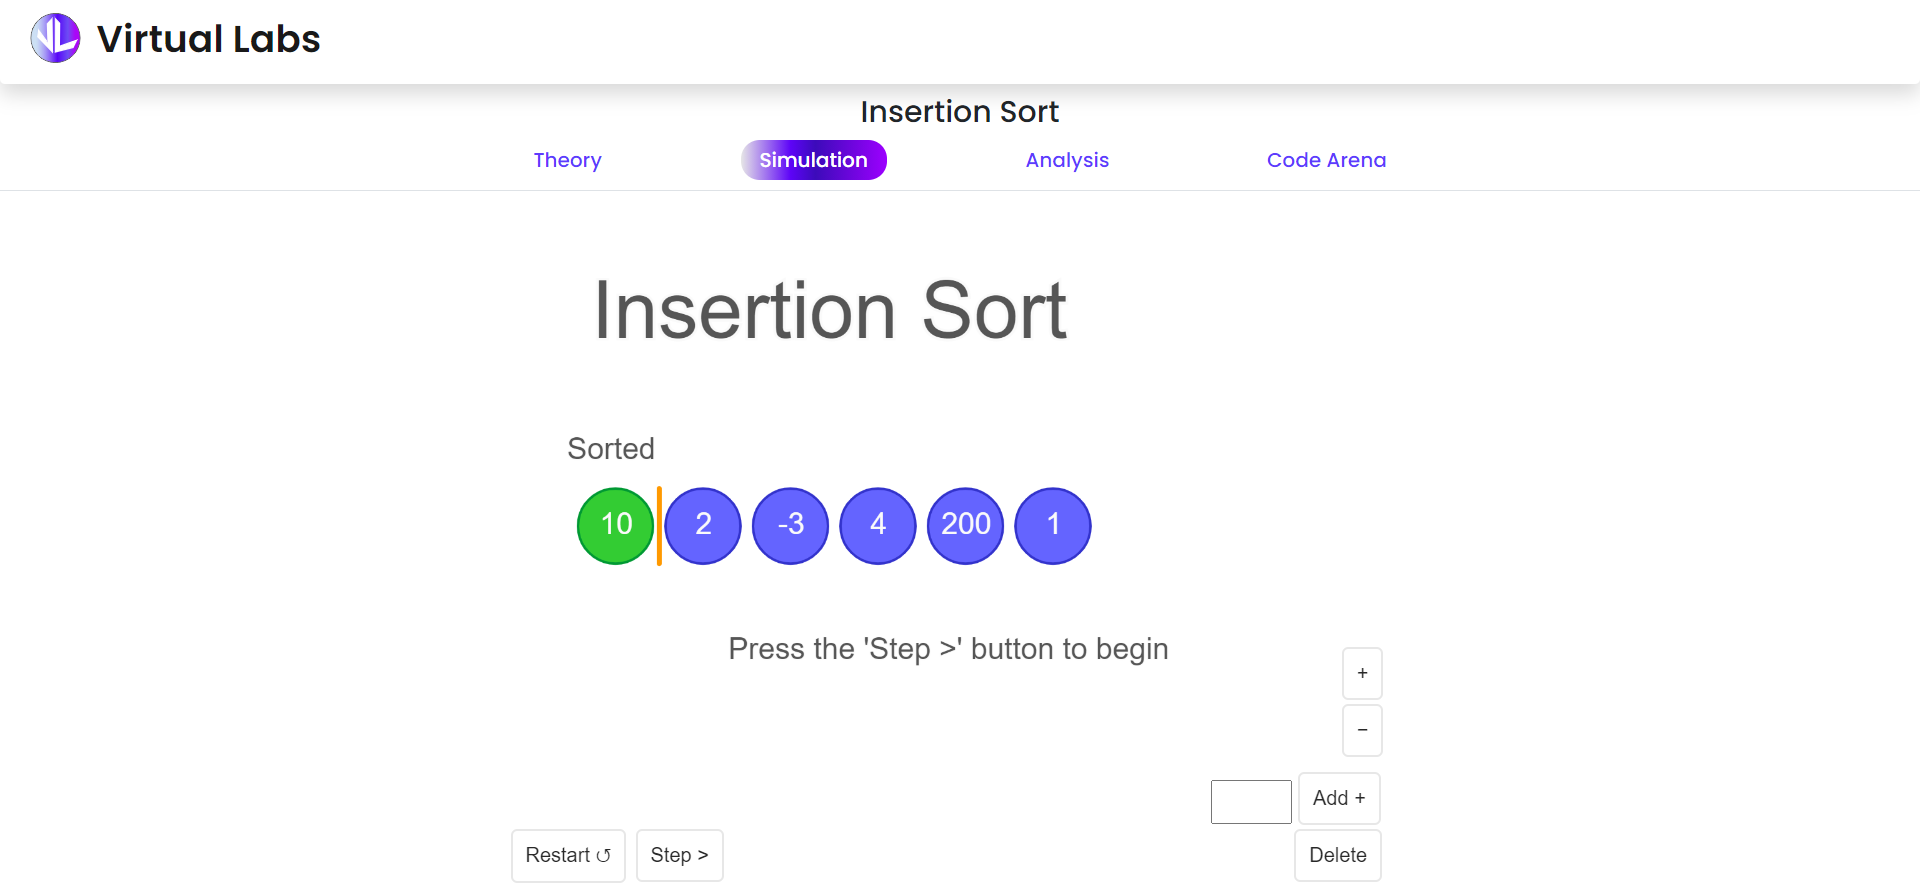 Virtual Labs
Insertion Sort
Theory Simulation Analysis Code Arena
Insertion Sort
Sorted
10 2 -3 4 200 1
Press the 'Step >' button to begin
+
−
Add +
Restart ↺ Step > Delete